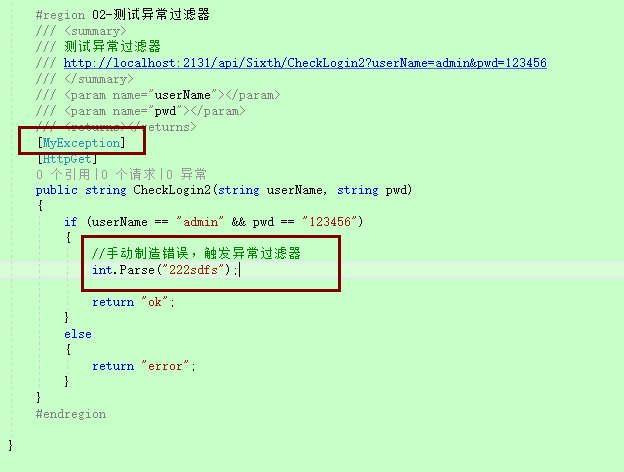 #region 02-测试异常过滤器
/// <summary>
/// 测试异常过滤器
/// http://localhost:2131/api/Sixth/CheckLogin2?userName=admin&pwd=123456
/// </summary>
/// <param name="userName"></param>
/// <param name="pwd"></param>
/// <returns></returns>
[MyException]
[HttpGet]
0 个引用|0 个请求|0 异常
public string CheckLogin2(string userName, string pwd)
{
if (userName == "admin" && pwd == "123456")
{
//手动制造错误，触发异常过滤器
int.Parse("222sdfs");
return "ok";
}
else
{
return "error";
}
}
#endregion
}